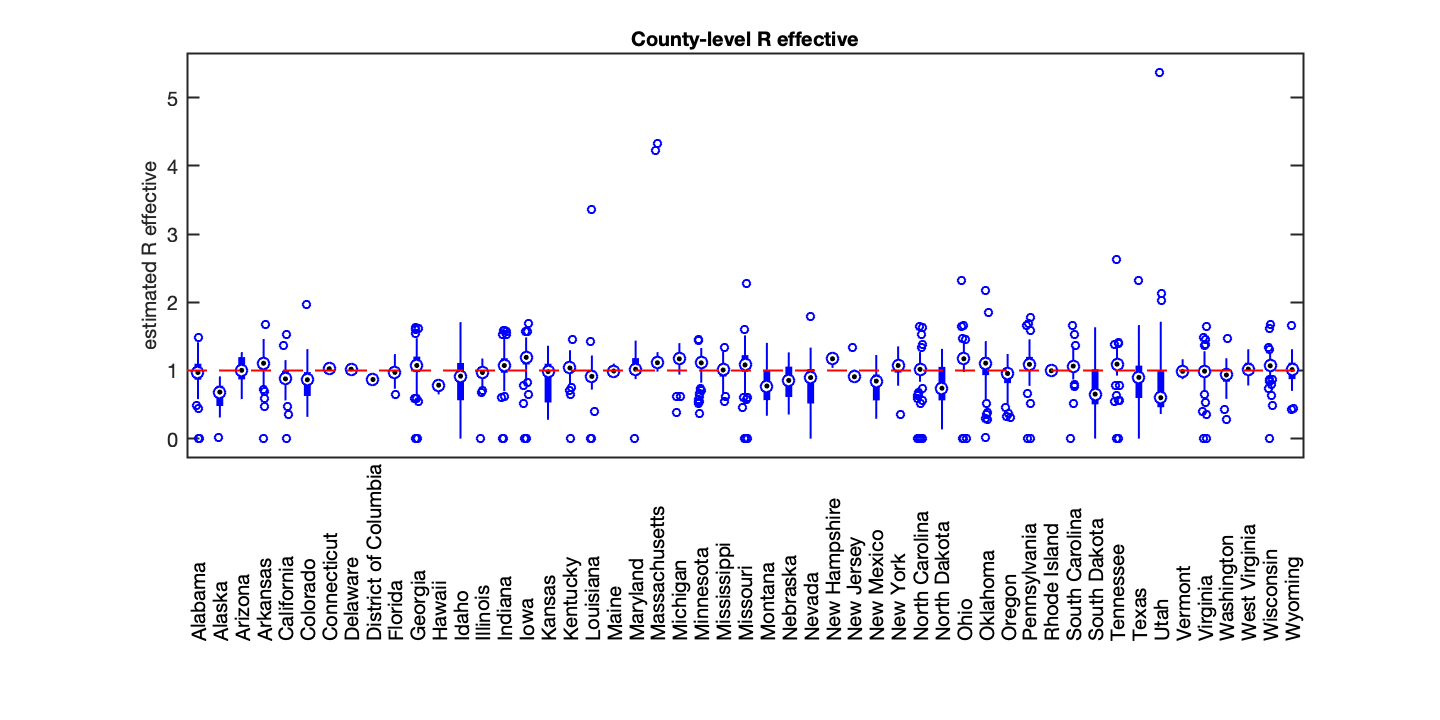 County-level R effective
estimated R effective
5
4
3
2
1
0
Alabama
Alaska
Arizona
Arkansas
California
Colorado
Connecticut
Delaware
District of Columbia
Florida
Georgia
Hawaii
Idaho
Illinois
Indiana
Iowa
Kansas
Kentucky
Louisiana
Maine
Maryland
Massachusetts
Michigan
Minnesota
Mississippi
Missouri
Montana
Nebraska
Nevada
New Hampshire
New Jersey
New Mexico
New York
North Carolina
North Dakota
Ohio
Oklahoma
Oregon
Pennsylvania
Rhode Island
South Carolina
South Dakota
Tennessee
Texas
Utah
Vermont
Virginia
Washington
West Virginia
Wisconsin
Wyoming